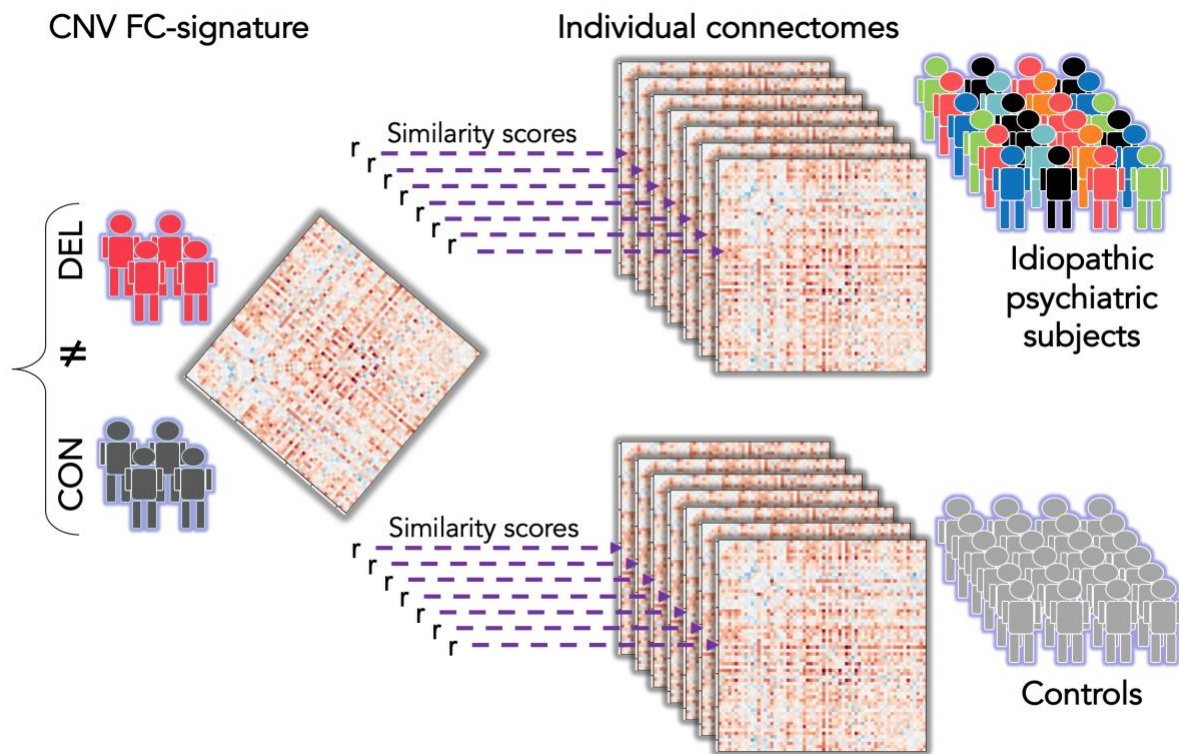 CNV FC-signature
Individual connectomes
Similarity scores
r
r
r
r
r
r
r
DEL
≠
CON
Idiopathic
psychiatric
subjects
Similarity scores
r
r
r
r
r
r
r
Controls